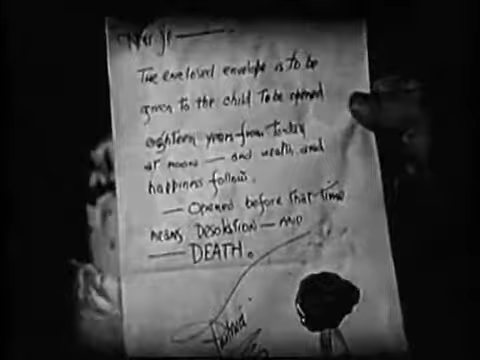 The enclosed envelope is to be
given to the child to be opened
eighteen years from today
at noon — and wealth and
happiness follow.
— Opened before that time
means Desolation — AND
— DEATH.